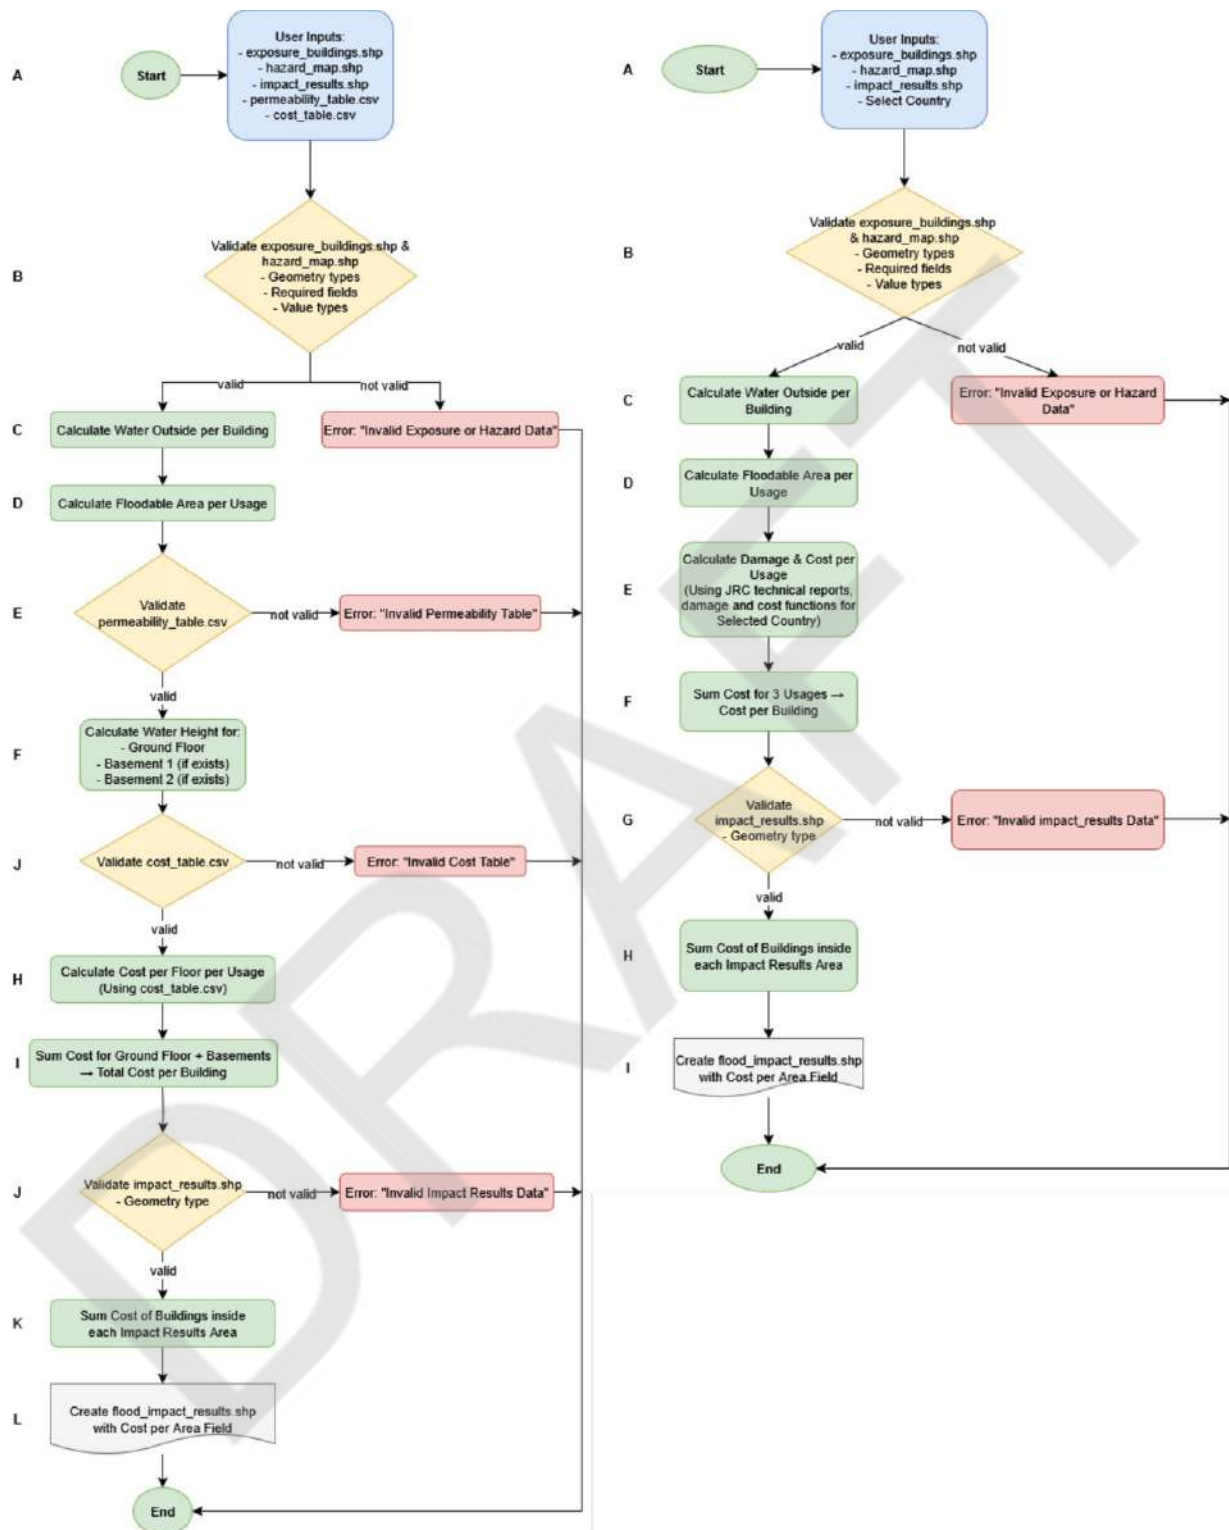 A
Start
User Inputs:
- exposure_buildings.shp
- hazard_map.shp
- impact_results.shp
- permeability_table.csv
- cost_table.csv
B
Validate exposure_buildings.shp &
hazard_map.shp
- Geometry types
- Required fields
- Value types
valid
not valid
C
Calculate Water Outside per Building
Error: "Invalid Exposure or Hazard Data"
D
Calculate Floodable Area per Usage
E
Validate
permeability_table.csv
not valid
Error: "Invalid Permeability Table"
valid
F
Calculate Water Height for:
- Ground Floor
- Basement 1 (if exists)
- Basement 2 (if exists)
J
Validate cost_table.csv
not valid
Error: "Invalid Cost Table"
valid
H
Calculate Cost per Floor per Usage
(Using cost_table.csv)
I
Sum Cost for Ground Floor + Basements
→ Total Cost per Building
J
Validate impact_results.shp
- Geometry type
not valid
Error: "Invalid Impact Results Data"
valid
K
Sum Cost of Buildings inside
each Impact Results Area
L
Create flood_impact_results.shp
with Cost per Area Field
End
A
Start
User Inputs:
- exposure_buildings.shp
- hazard_map.shp
- impact_results.shp
- Select Country
B
Validate exposure_buildings.shp
& hazard_map.shp
- Geometry types
- Required fields
- Value types
valid
not valid
C
Calculate Water Outside per
Building
Error: "Invalid Exposure or Hazard
Data"
D
Calculate Floodable Area per
Usage
E
Calculate Damage & Cost per
Usage
(Using JRC technical reports,
damage and cost functions for
Selected Country)
F
Sum Cost for 3 Usages →
Cost per Building
G
Validate
impact_results.shp
- Geometry type
not valid
Error: "Invalid impact_results Data"
valid
H
Sum Cost of Buildings inside
each Impact Results Area
I
Create flood_impact_results.shp
with Cost per Area Field
End
DRAFT